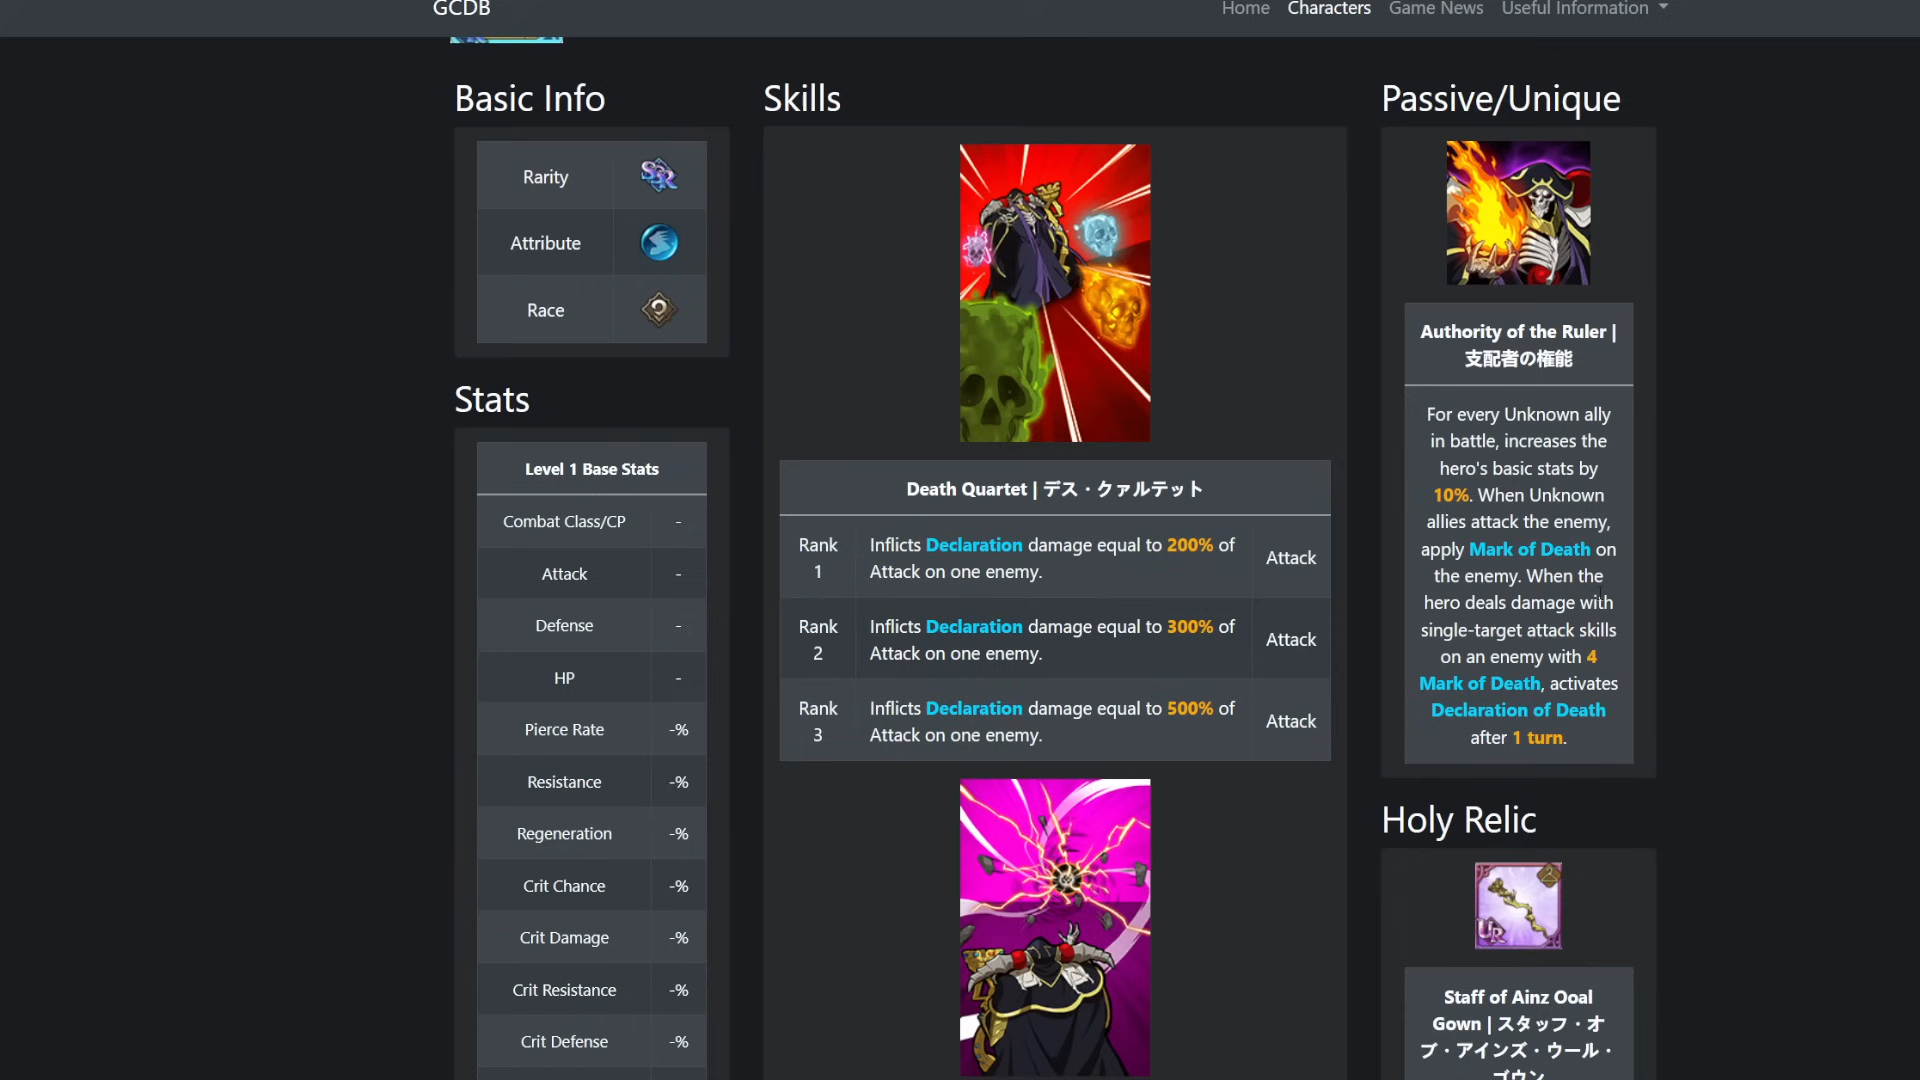 GCDB
Home Characters Game News Useful Information
Basic Info
Rarity SSR
Attribute
Race
Stats
Level 1 Base Stats
Combat Class/CP -
Attack -
Defense -
HP -
Pierce Rate -%
Resistance -%
Regeneration -%
Crit Chance -%
Crit Damage -%
Crit Resistance -%
Crit Defense -%
Skills
Death Quartet | デス・クァルテット
Rank
1
Inflicts Declaration damage equal to 200% of
Attack on one enemy.
Attack
Rank
2
Inflicts Declaration damage equal to 300% of
Attack on one enemy.
Attack
Rank
3
Inflicts Declaration damage equal to 500% of
Attack on one enemy.
Attack
Passive/Unique
Authority of the Ruler |
支配者の権能
For every Unknown ally
in battle, increases the
hero's basic stats by
10%. When Unknown
allies attack the enemy,
apply Mark of Death on
the enemy. When the
hero deals damage with
single-target attack skills
on an enemy with 4
Mark of Death, activates
Declaration of Death
after 1 turn.
Holy Relic
UR
Staff of Ainz Ooal
Gown | スタッフ・オ
ブ・アインズ・ウール・
ゴウン